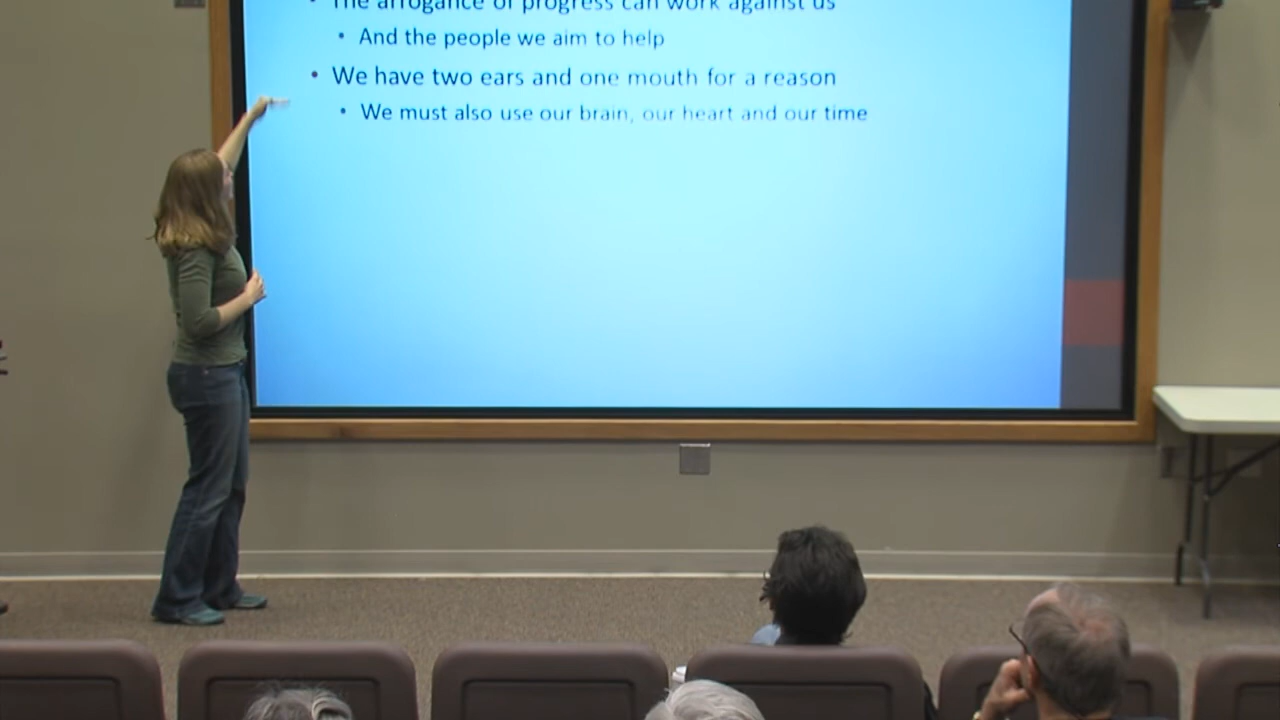 • The arrogance of progress can work against us
• And the people we aim to help
• We have two ears and one mouth for a reason
• We must also use our brain, our heart and our time